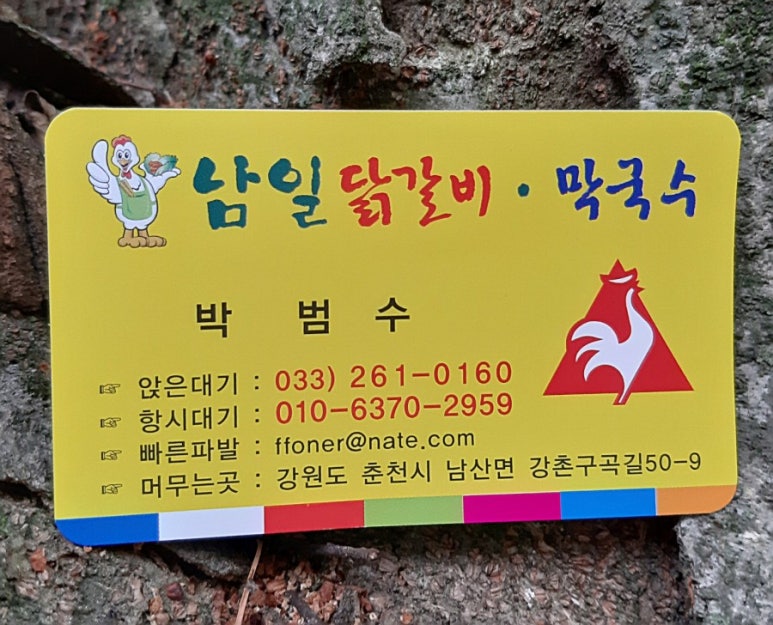 남일닭갈비·막국수
박 범 수
☞ 앉은대기 : 033) 261-0160
☞ 항시대기 : 010-6370-2959
☞ 빠른파발 : ffoner@nate.com
☞ 머무는곳 : 강원도 춘천시 남산면 강촌구곡길50-9